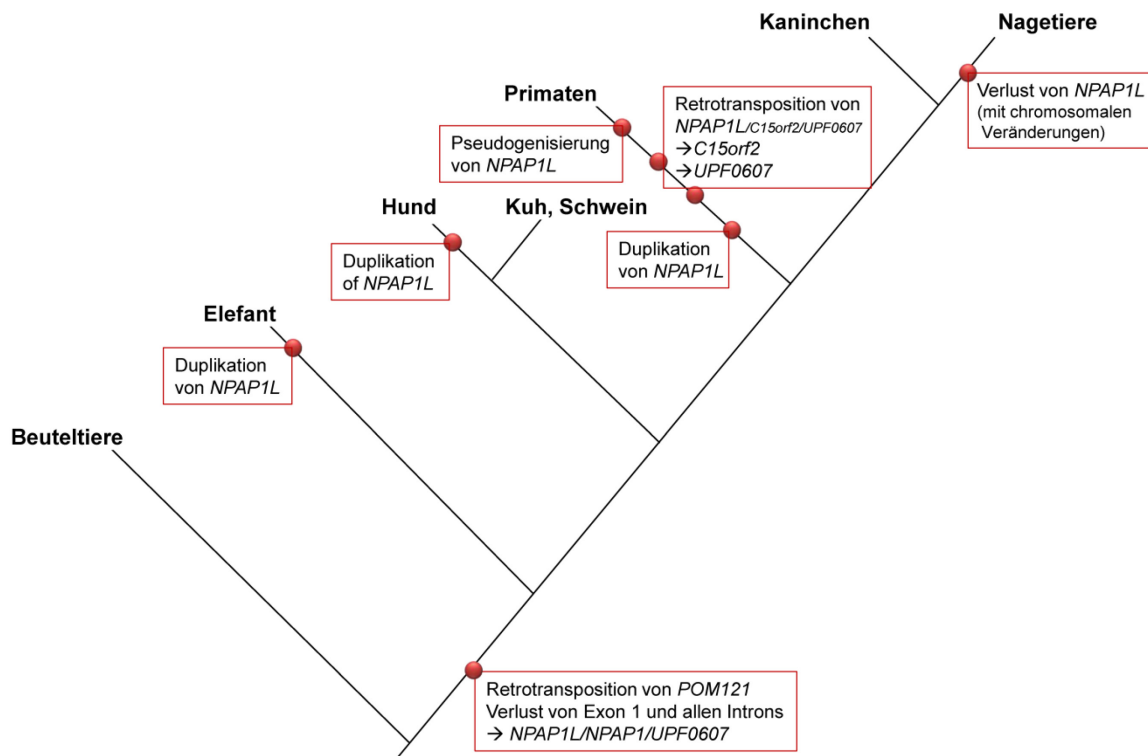 Kaninchen
Nagetiere
Verlust von NPAP1L
(mit chromosomalen
Veränderungen)
Primaten
Retrotransposition von
NPAP1L/C15orf2/UPF0607
→C15orf2
→UPF0607
Pseudogenisierung
von NPAP1L
Hund
Kuh, Schwein
Duplikation
of NPAP1L
Duplikation
von NPAP1L
Elefant
Duplikation
von NPAP1L
Beuteltiere
Retrotransposition von POM121
Verlust von Exon 1 und allen Introns
→ NPAP1L/NPAP1/UPF0607